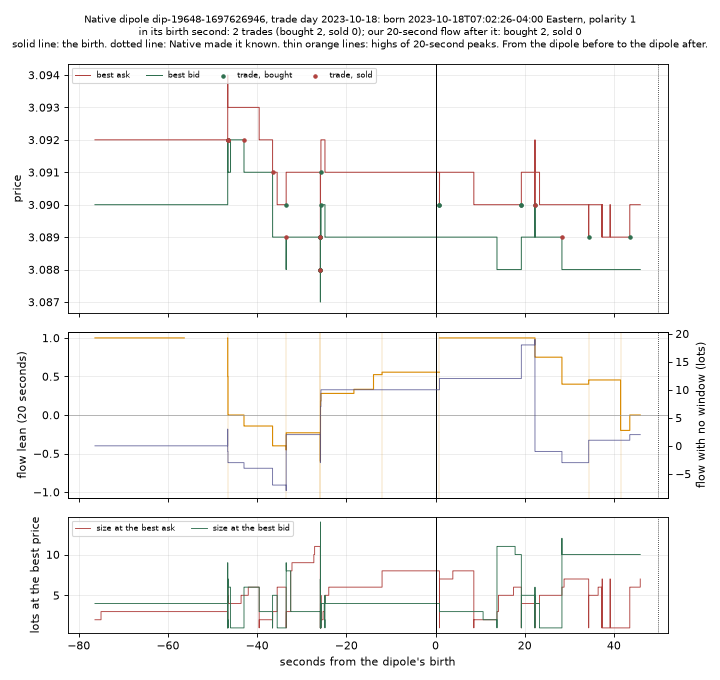 Native dipole dip-19648-1697626946, trade day 2023-10-18: born 2023-10-18T07:02:26-04:00 Eastern, polarity 1
in its birth second: 2 trades (bought 2, sold 0); our 20-second flow after it: bought 2, sold 0
solid line: the birth. dotted line: Native made it known. thin orange lines: highs of 20-second peaks. From the dipole before to the dipole after.
best ask best bid trade, bought trade, sold
3.094
3.093
3.092
3.091
3.090
3.089
3.088
3.087
price
1.0
0.5
0.0
−0.5
−1.0
flow lean (20 seconds)
20
15
10
5
0
−5
flow with no window (lots)
size at the best ask size at the best bid
10
5
lots at the best price
−80 −60 −40 −20 0 20 40
seconds from the dipole's birth